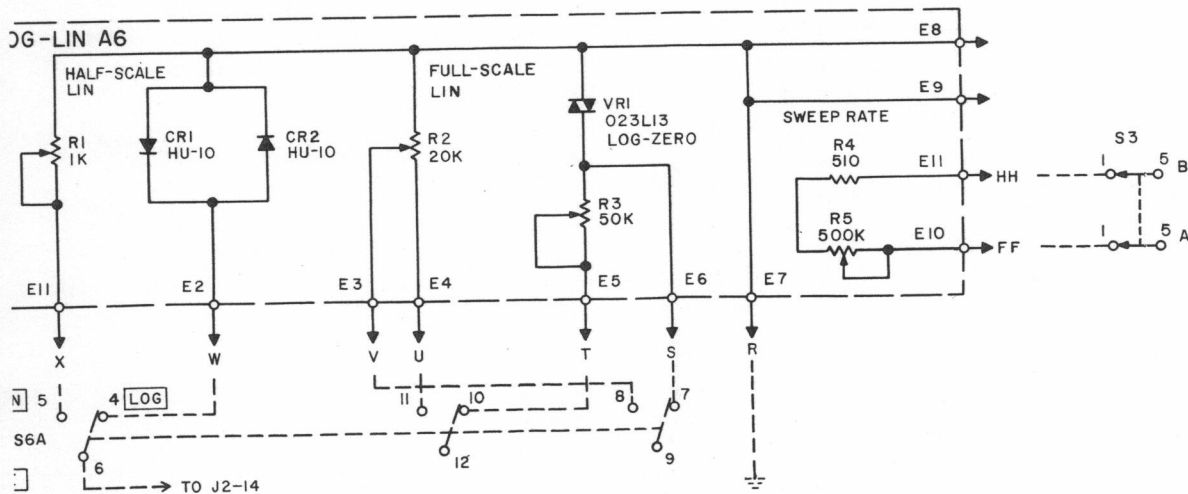 OG-LIN A6
E8
HALF-SCALE
LIN
FULL-SCALE
LIN
E9
VR1
023L13
LOG-ZERO
SWEEP RATE
CR1
HU-10
CR2
HU-10
R1
1K
R2
20K
R4
510
E11
HH
1
S3
5
B
R3
50K
R5
500K
E10
FF
1
5
A
E11
E2
E3
E4
E5
E6
E7
X
W
V
U
T
S
R
N
5
4
LOG
11
10
8
7
S6A
6
12
9
TO J2-14